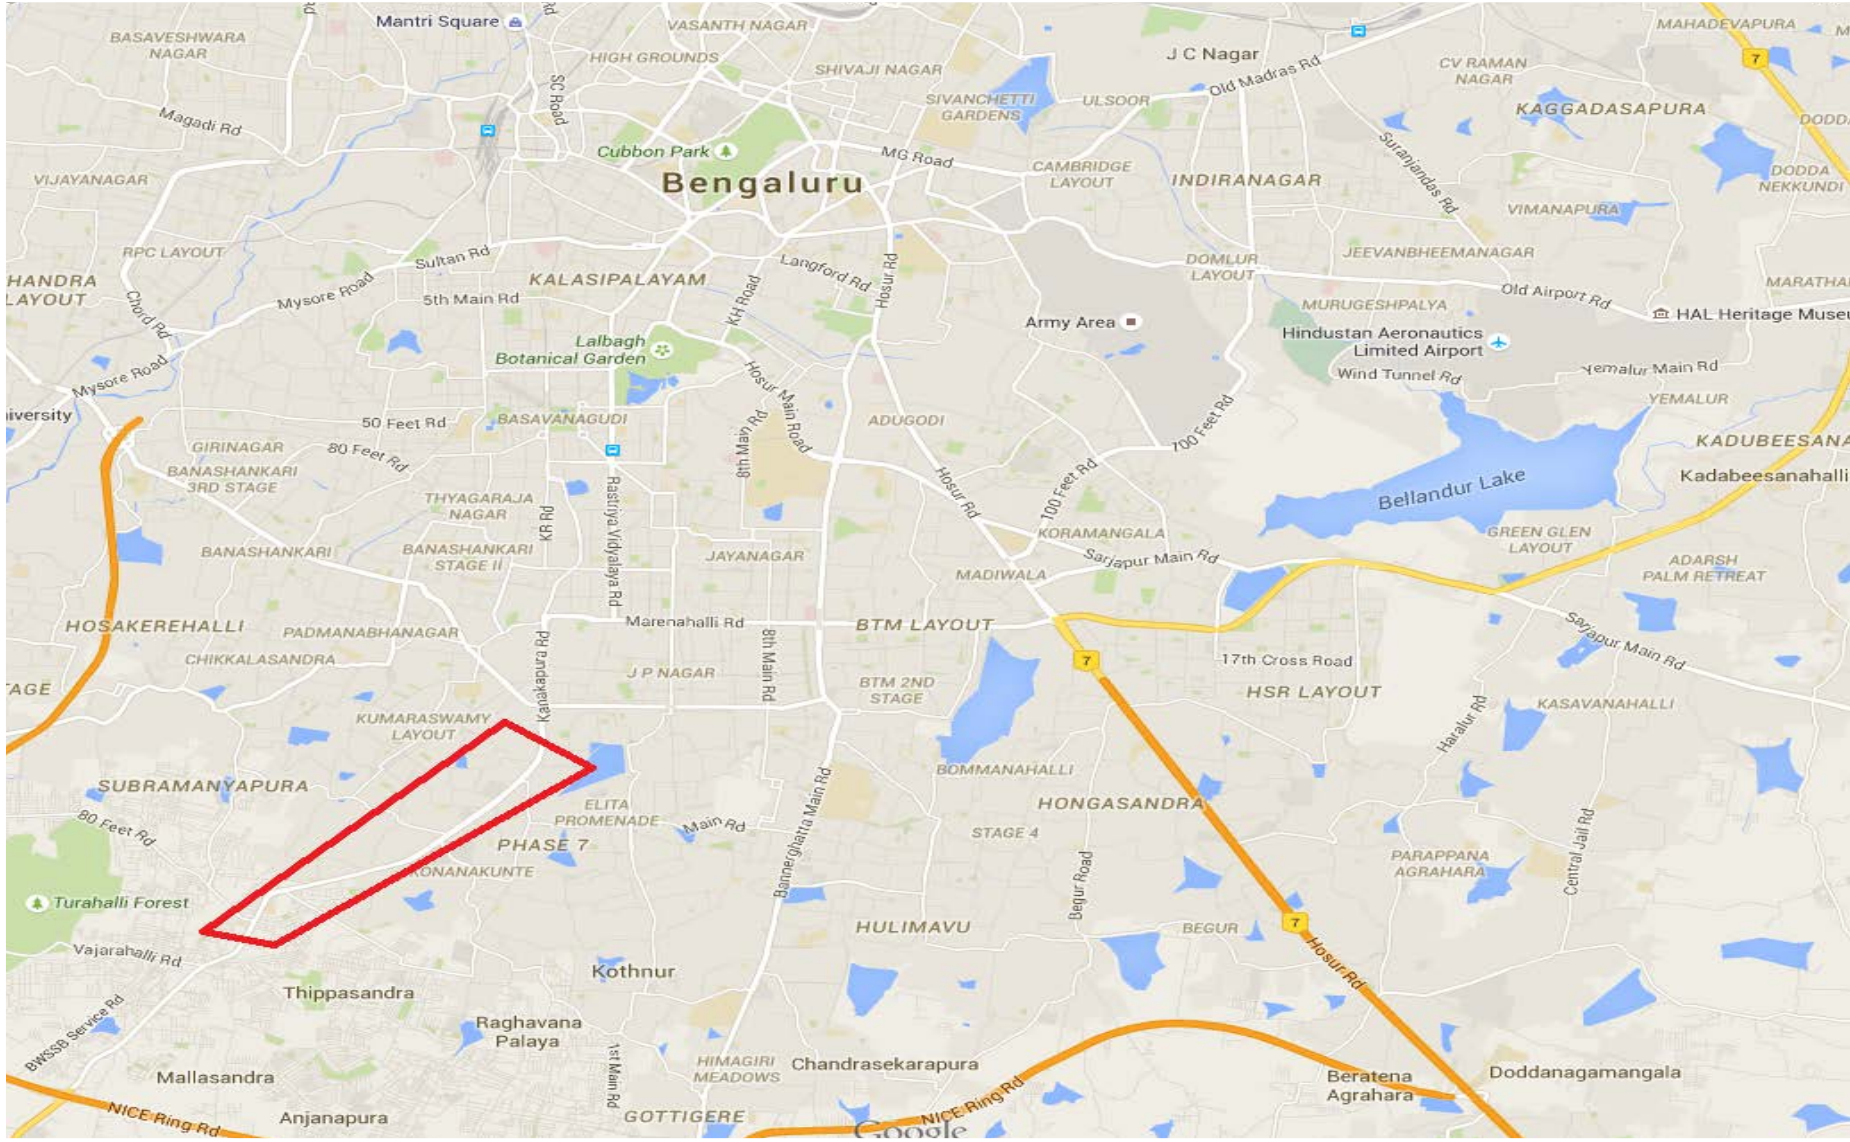 Mantri Square
Rd
Rd
VASANTH NAGAR
MAHADEVAPURA
M
BASAVESHWARA
NAGAR
HIGH GROUNDS
J C Nagar
7
SHIVAJI NAGAR
CV RAMAN
NAGAR
SC Road
Old Madras Rd
SIVANCHETTI
GARDENS
ULSOOR
KAGGADASAPURA
Magadi Rd
DODD
Cubbon Park
MG Road
Suranjandas Rd
Bengaluru
CAMBRIDGE
LAYOUT
INDIRANAGAR
VIJAYANAGAR
DODDA
NEKKUNDI
VIMANAPURA
RPC LAYOUT
Sultan Rd
Langford Rd
Hosur Rd
DOMLUR
LAYOUT
JEEVANBHEEMANAGAR
HANDRA
LAYOUT
KALASIPALAYAM
MARATHA
Mysore Road
5th Main Rd
KH Road
Chord Rd
MURUGESHPALYA
Old Airport Rd
Army Area
HAL Heritage Museu
Hindustan Aeronautics
Limited Airport
Lalbagh
Botanical Garden
Mysore Road
Hosur Main Road
Wind Tunnel Rd
Yemalur Main Rd
YEMALUR
iversity
50 Feet Rd
BASAVANAGUDI
8th Main Rd
ADUGODI
100 Feet Rd
KADUBEESANA
GIRINAGAR
80 Feet Rd
BANASHANKARI
3RD STAGE
Kadabeesanahalli
THYAGARAJA
NAGAR
KR Rd
Rastriya Vidyalaya Rd
Hosur Rd
100 Feet Rd
Bellandur Lake
KORAMANGALA
GREEN GLEN
LAYOUT
BANASHANKARI
BANASHANKARI
STAGE II
JAYANAGAR
Sarjapur Main Rd
MADIWALA
ADARSH
PALM RETREAT
HOSAKEREHALLI
PADMANABHANAGAR
Marenahalli Rd
BTM LAYOUT
Sarjapur Main Rd
CHIKKALASANDRA
Kanakapura Rd
J P NAGAR
8th Main Rd
7
17th Cross Road
TAGE
BTM 2ND
STAGE
HSR LAYOUT
KASAVANAHALLI
KUMARASWAMY
LAYOUT
Haralur Rd
BOMMANAHALLI
SUBRAMANYAPURA
ELITA
PROMENADE
Main Rd
Bannerghatta Main Rd
HONGASANDRA
80 Feet Rd
STAGE 4
PHASE 7
Central Jail Rd
KONANAKUNTE
Begur Road
PARAPPANA
AGRAHARA
Turahalli Forest
HULIMAVU
BEGUR
7
Vajarahalli Rd
Kothnur
Hosur Rd
Thippasandra
BWSSB Service Rd
Raghavana
Palaya
1st Main Rd
HIMAGIRI
MEADOWS
Chandrasekarapura
Mallasandra
Beratena
Agrahara
Doddanagamangala
NICE Ring Rd
Anjanapura
GOTTIGERE
NICE Ring Rd
Google